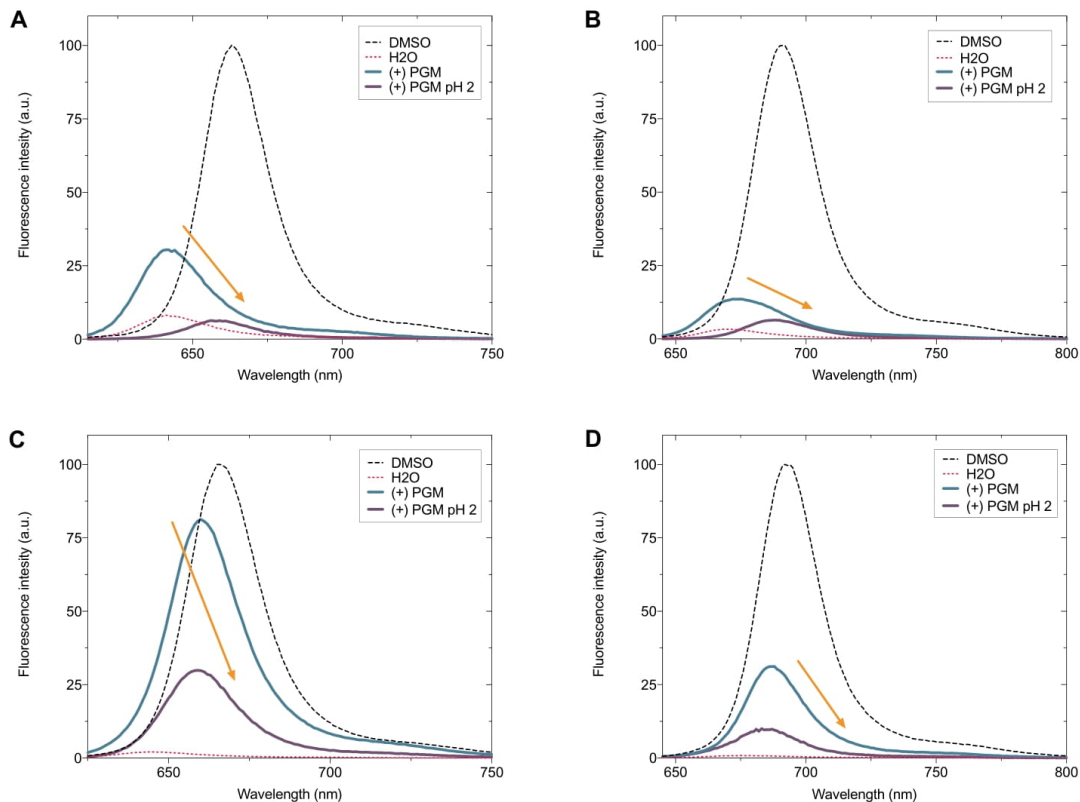 A
Fluorescence intesity (a.u.)
100
75
50
25
0
650
700
750
Wavelength (nm)
DMSO
H2O
(+) PGM
(+) PGM pH 2
B
Fluorescence intesity (a.u.)
100
75
50
25
0
650
700
750
800
Wavelength (nm)
DMSO
H2O
(+) PGM
(+) PGM pH 2
C
Fluorescence intesity (a.u.)
100
75
50
25
0
650
700
750
Wavelength (nm)
DMSO
H2O
(+) PGM
(+) PGM pH 2
D
Fluorescence intesity (a.u.)
100
75
50
25
0
650
700
750
800
Wavelength (nm)
DMSO
H2O
(+) PGM
(+) PGM pH 2